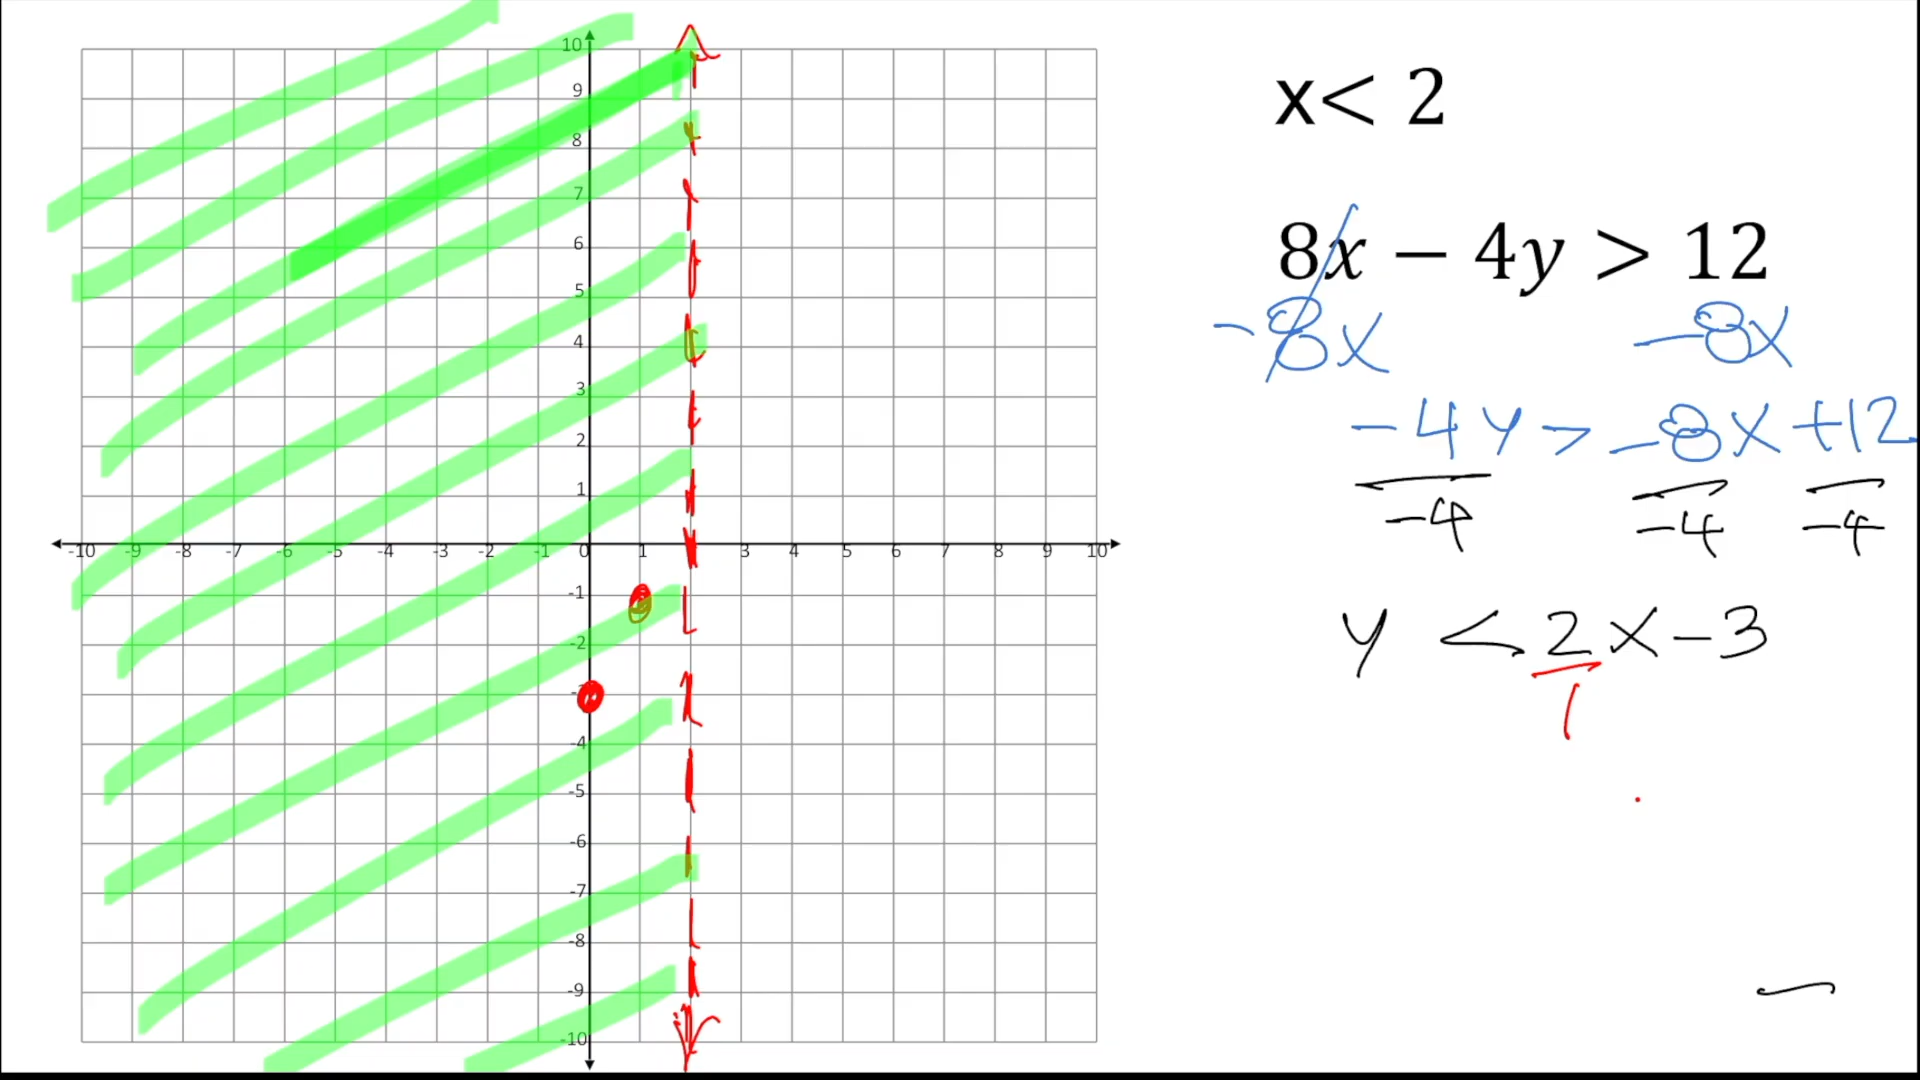 x< 2
8x − 4y > 12
-8x -8x
-4y > -8x +12
-4 -4 -4
y < 2x-3
1
10
9
8
7
6
5
4
3
2
1
-10 -9 -8 -7 -6 -5 -4 -3 -2 -1 0 1 3 4 5 6 7 8 9 10
-1
-2
-4
-5
-6
-7
-8
-9
-10